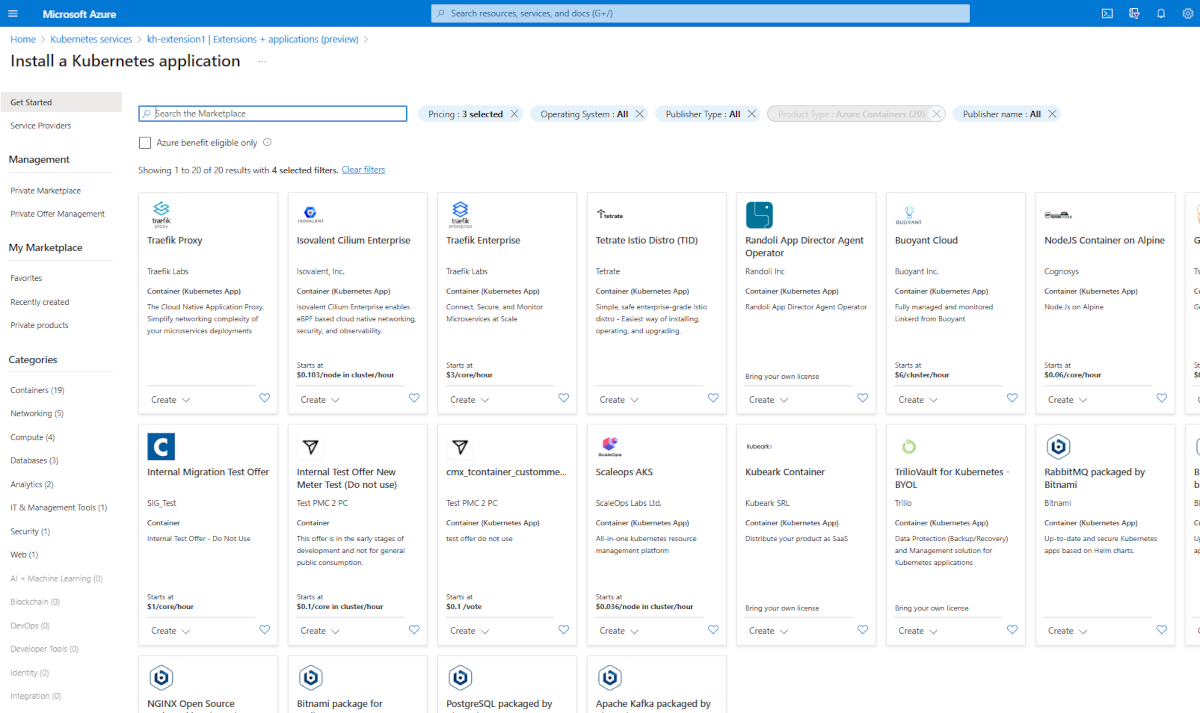 Microsoft Azure
Search resources, services, and docs (G+/)
Home > Kubernetes services > kh-extension1 | Extensions + applications (preview) >
Install a Kubernetes application ...
Get Started
Service Providers
Management
Private Marketplace
Private Offer Management
My Marketplace
Favorites
Recently created
Private products
Categories
Containers (19)
Networking (5)
Compute (4)
Databases (3)
Analytics (2)
IT & Management Tools (1)
Security (1)
Web (1)
AI + Machine Learning (0)
Blockchain (0)
DevOps (0)
Developer Tools (0)
Identity (0)
Integration (0)
Search the Marketplace
Pricing : 3 selected
Operating System : All
Publisher Type : All
Product Type : Azure Containers (20)
Publisher name : All
Azure benefit eligible only
Showing 1 to 20 of 20 results with 4 selected filters. Clear filters
træfik
proxy
Traefik Proxy
Traefik Labs
Container (Kubernetes App)
The Cloud Native Application Proxy.
Simplify networking complexity of
your microservices deployments
Create
ISOVALENT
Isovalent Cilium Enterprise
Isovalent, Inc.
Container (Kubernetes App)
Isovalent Cilium Enterprise enables
eBPF based cloud native networking,
security, and observability.
Starts at
$0.103/node in cluster/hour
Create
træfik
enterprise
Traefik Enterprise
Traefik Labs
Container (Kubernetes App)
Connect, Secure, and Monitor
Microservices at Scale
Starts at
$3/core/hour
Create
tetrate
Tetrate Istio Distro (TID)
Tetrate
Container (Kubernetes App)
Simple, safe enterprise-grade Istio
distro - Easiest way of installing,
operating, and upgrading.
Create
Randoli App Director Agent
Operator
Randoli Inc
Container (Kubernetes App)
Randoli App Director Agent Operator
Bring your own license
Create
BUOYANT
Buoyant Cloud
Buoyant Inc.
Container (Kubernetes App)
Fully managed and monitored
Linkerd from Buoyant
Starts at
$6/cluster/hour
Create
NodeJS Container on Alpine
Cognosys
Container (Kubernetes App)
Node Js on Alpine
Starts at
$0.06/core/hour
Create
Internal Migration Test Offer
SIG_Test
Container
Internal Test Offer - Do Not Use
Starts at
$1/core/hour
Create
Internal Test Offer New
Meter Test (Do not use)
Test PMC 2 PC
Container
This offer is in the early stages of
development and not for general
public consumption.
Starts at
$0.1/core in cluster/hour
Create
cmx_tcontainer_custommе...
Test PMC 2 PC
Container (Kubernetes App)
test offer do not use
Starts at
$0.1 /vote
Create
ScaleOps
Scaleops AKS
ScaleOps Labs Ltd.
Container (Kubernetes App)
All-in-one kubernetes resource
management platform
Starts at
$0.036/node in cluster/hour
Create
kubeark
Kubeark Container
Kubeark SRL
Container (Kubernetes App)
Distribute your product as SaaS
Bring your own license
Create
TrilioVault for Kubernetes -
BYOL
Trilio
Container (Kubernetes App)
Data Protection (Backup/Recovery)
and Management solution for
Kubernetes applications
Bring your own license
Create
RabbitMQ packaged by
Bitnami
Bitnami
Container (Kubernetes App)
Up-to-date and secure Kubernetes
apps based on Helm charts.
Create
NGINX Open Source
Bitnami package for
PostgreSQL packaged by
Apache Kafka packaged by